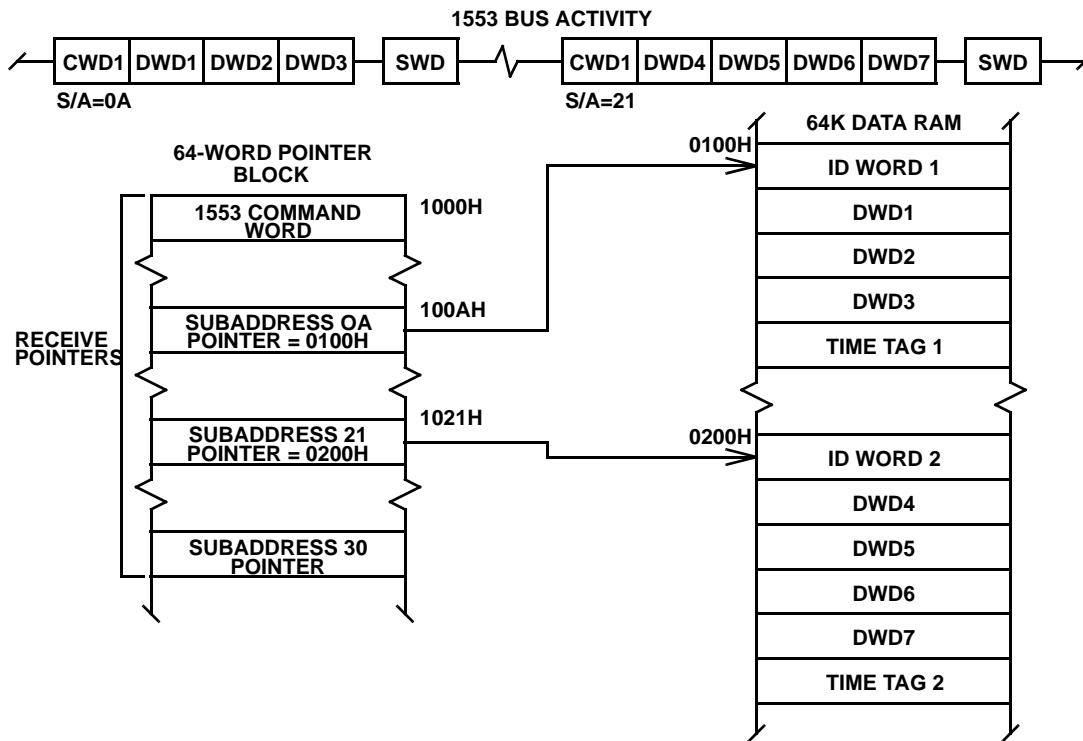 1553 BUS ACTIVITY
CWD1 DWD1 DWD2 DWD3 SWD CWD1 DWD4 DWD5 DWD6 DWD7 SWD
S/A=0A
S/A=21
64-WORD POINTER
BLOCK
1553 COMMAND
WORD
1000H
SUBADDRESS OA
POINTER = 0100H
100AH
RECEIVE
POINTERS
SUBADDRESS 21
POINTER = 0200H
1021H
SUBADDRESS 30
POINTER
64K DATA RAM
0100H
ID WORD 1
DWD1
DWD2
DWD3
TIME TAG 1
0200H
ID WORD 2
DWD4
DWD5
DWD6
DWD7
TIME TAG 2